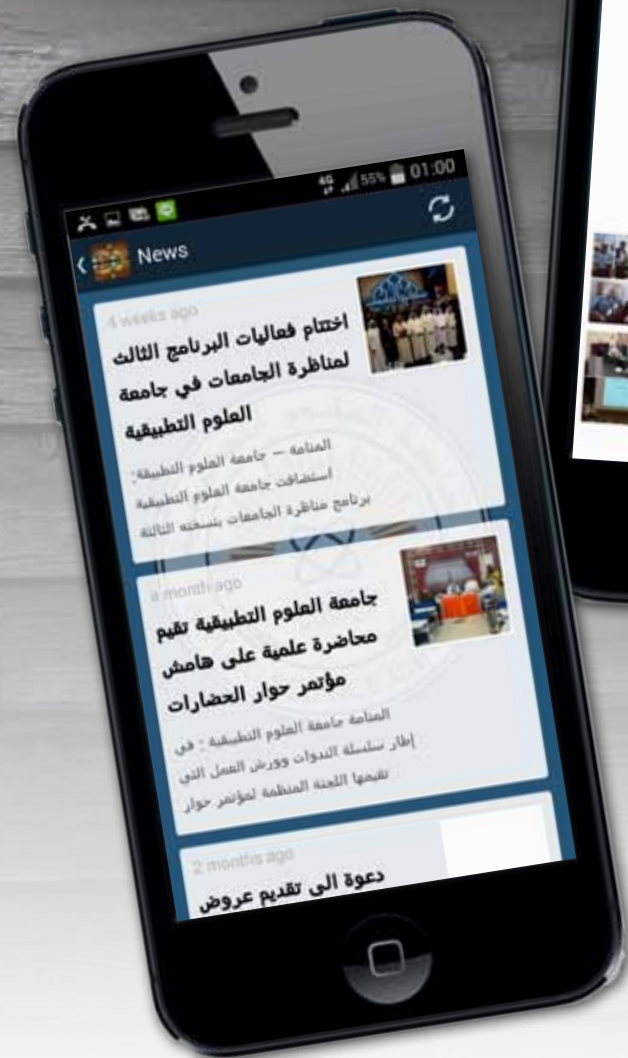 4G 55% 01:00
News
4 weeks ago
اختتام فعاليات البرنامج الثالث
لمناظرة الجامعات في جامعة
العلوم التطبيقية
المنامة – جامعة العلوم التطبيقة:
استضافت جامعة العلوم التطبيقية
برنامج مناظرة الجامعات بنسخته الثالثة
a month ago
جامعة العلوم التطبيقية تقيم
محاضرة علمية على هامش
مؤتمر حوار الحضارات
المنامة جامعة العلوم التطبيقية : في
إطار سلسلة الندوات وورش العمل التي
تقيمها اللجنة المنظمة لمؤتمر حوار
2 months ago
دعوة الى تقديم عروض